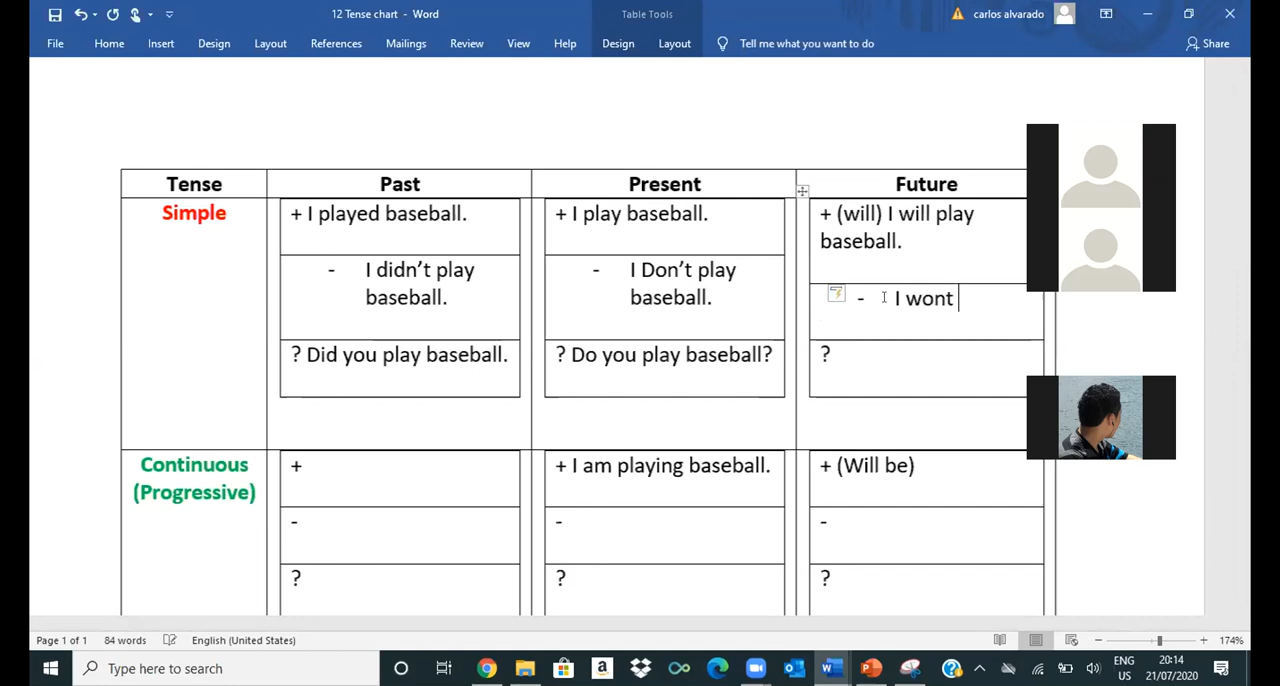 12 Tense chart - Word
Table Tools
carlos alvarado
File Home Insert Design Layout References Mailings Review View Help Design Layout Tell me what you want to do Share
Tense Past Present Future
Simple
+ I played baseball.
- I didn’t play
baseball.
? Did you play baseball.
+ I play baseball.
- I Don’t play
baseball.
? Do you play baseball?
+ (will) I will play
baseball.
- I wont
?
Continuous
(Progressive)
+
-
?
+ I am playing baseball.
-
?
+ (Will be)
-
?
Page 1 of 1 84 words English (United States) 174%
Type here to search
ENG
US
20:14
21/07/2020